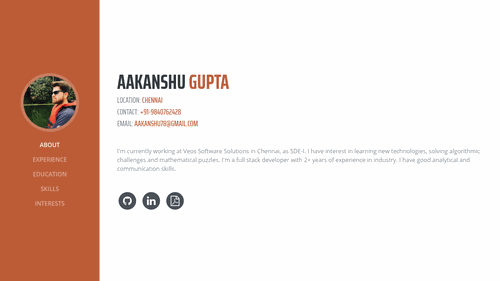 AAKANSHU GUPTA
LOCATION: CHENNAI
CONTACT: +91-9840762428
EMAIL: AAKANSHU78@GMAIL.COM
ABOUT
EXPERIENCE
EDUCATION
SKILLS
INTERESTS
I'm currently working at Veos Software Solutions in Chennai, as SDE-I. I have interest in learning new technologies, solving algorithmic
challenges and mathematical puzzles. I'm a full stack developer with 2+ years of experience in industry. I have good analytical and
communication skills.
in